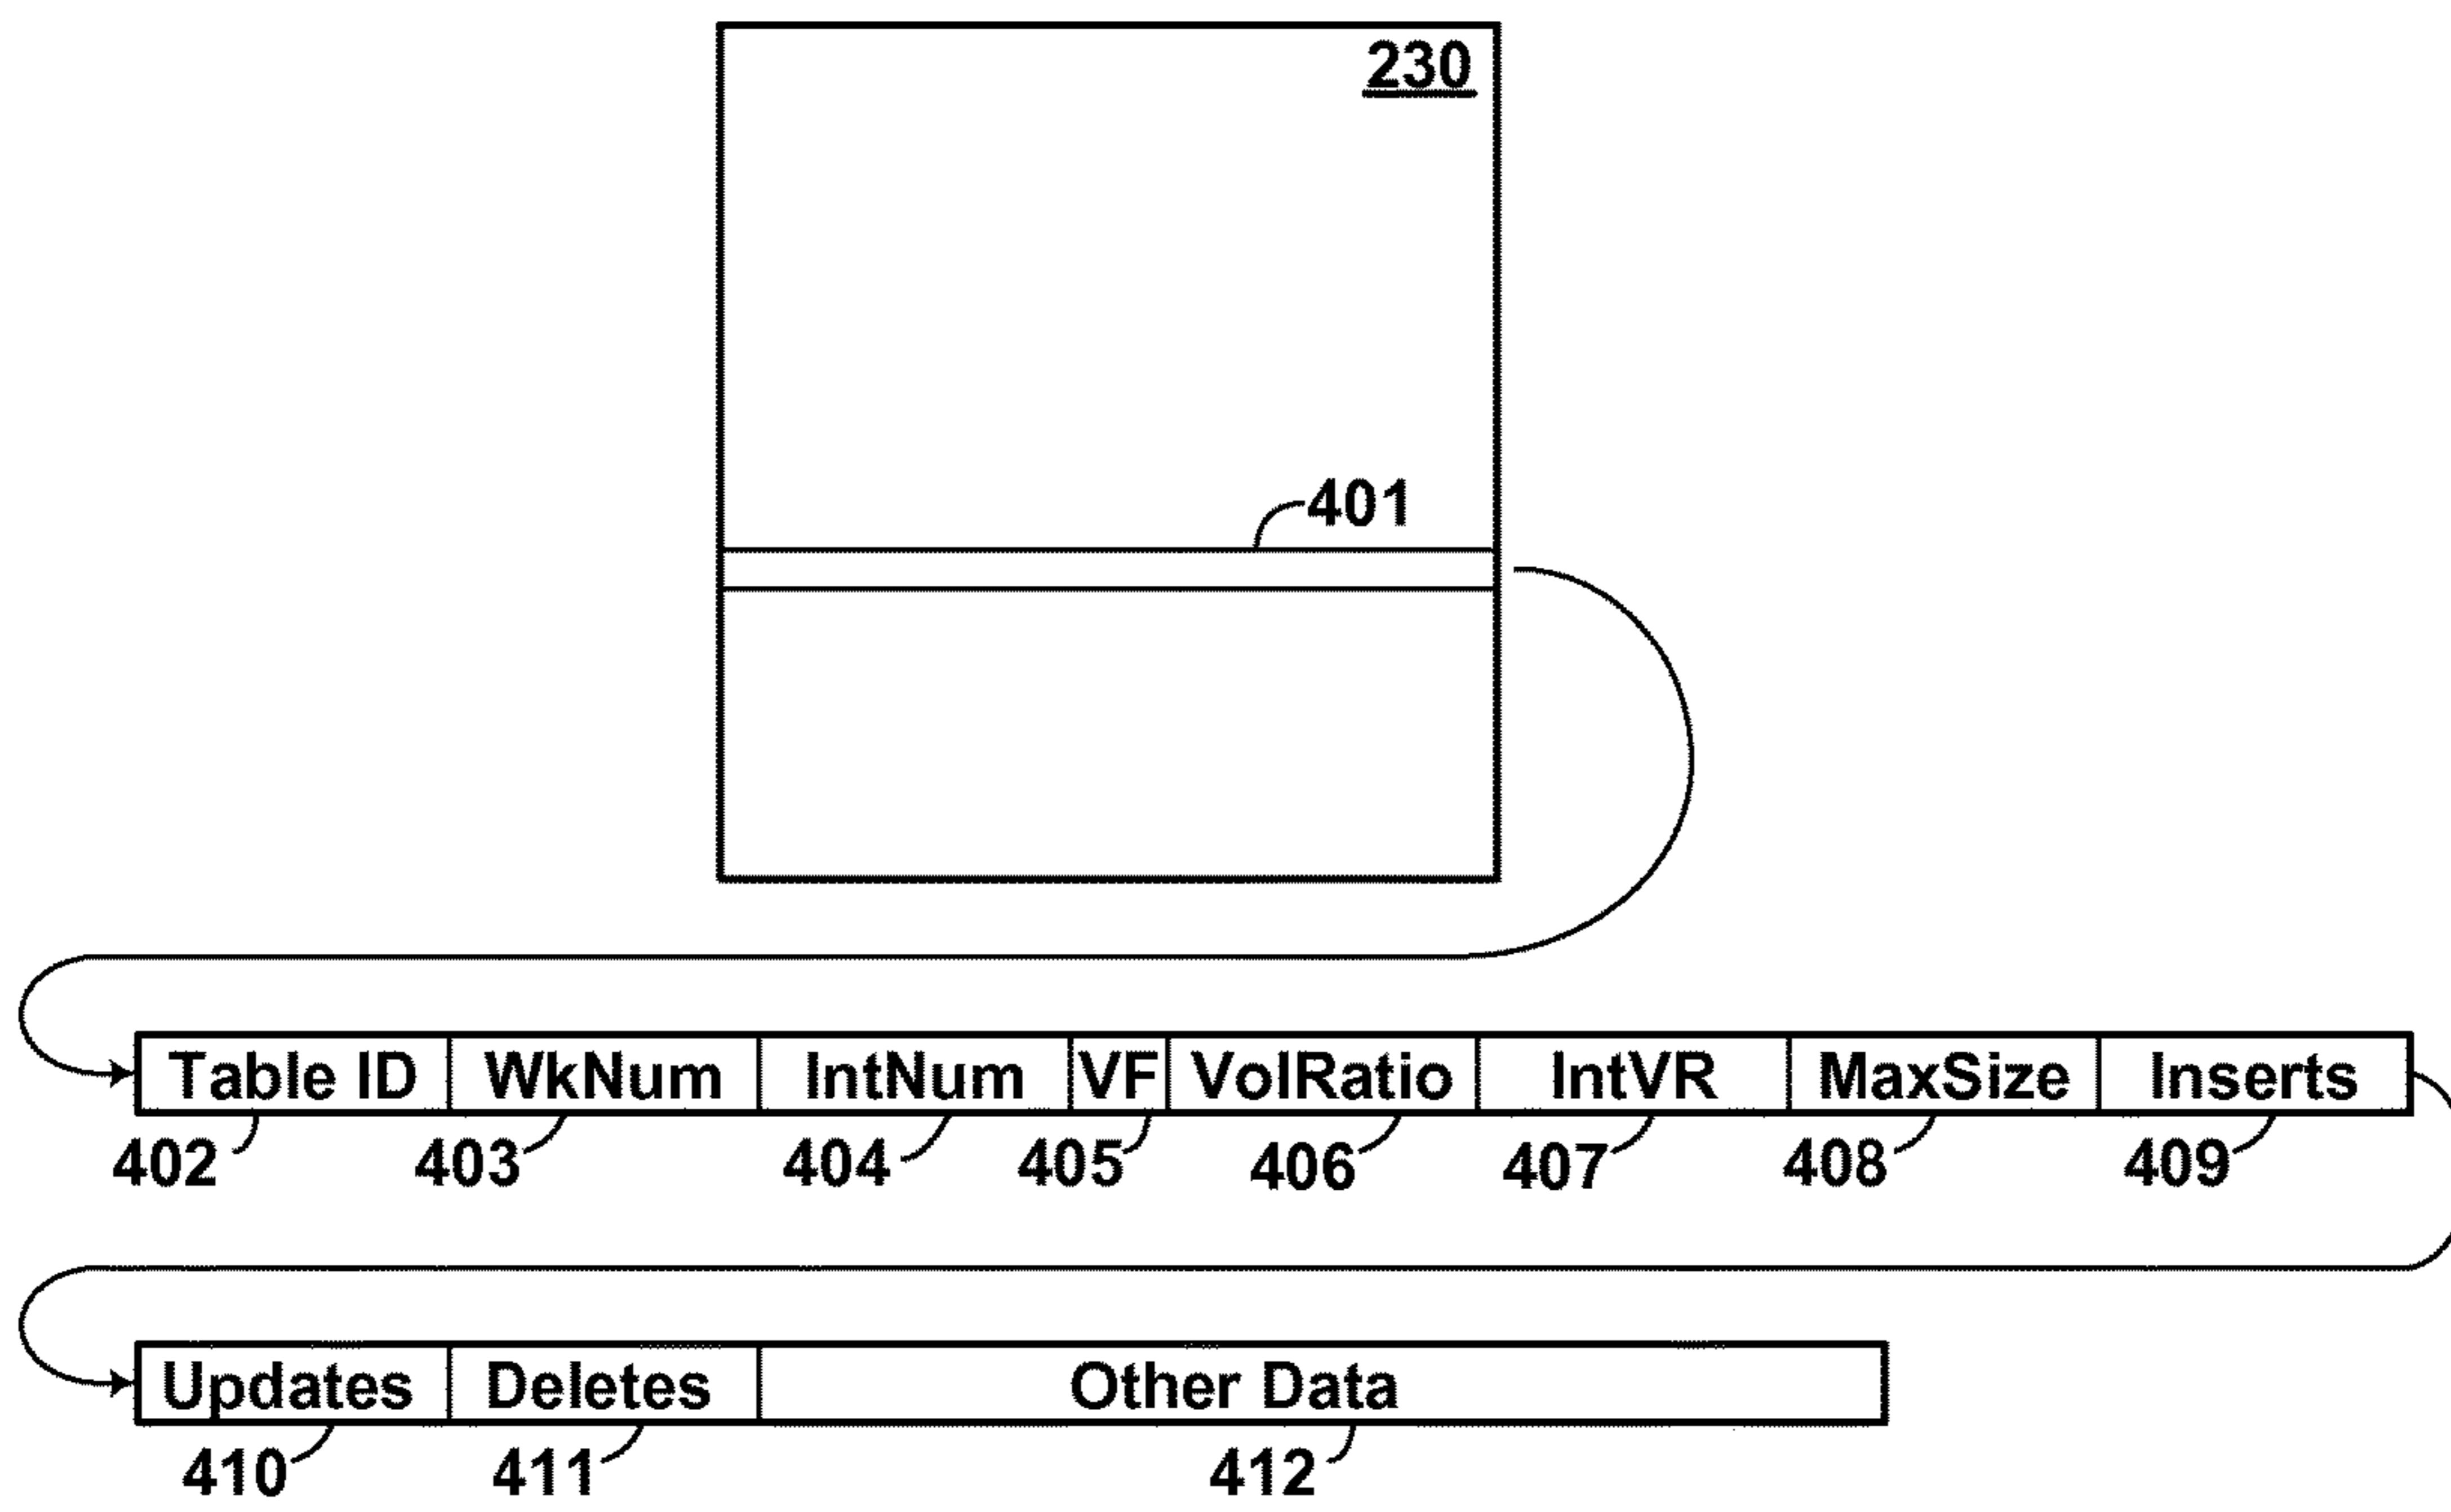 230
401
Table ID WkNum IntNum VF VolRatio IntVR MaxSize Inserts
402 403 404 405 406 407 408 409
Updates Deletes Other Data
410 411 412